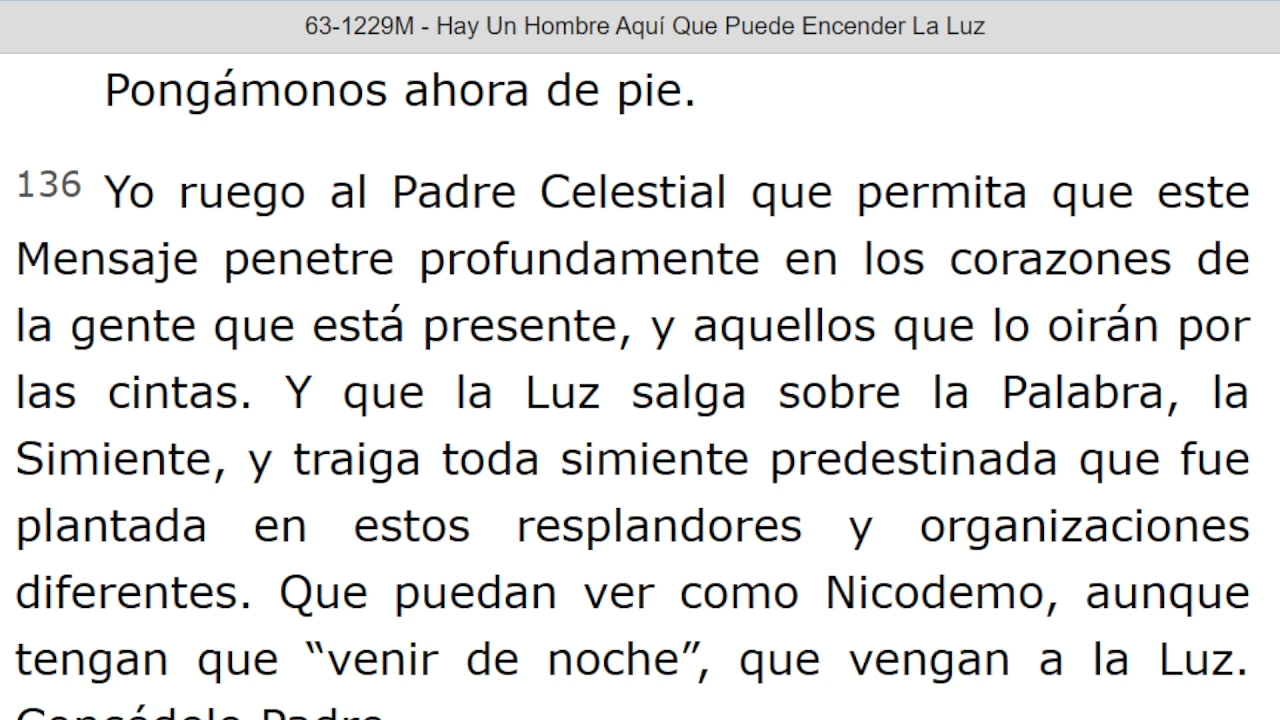 63-1229M - Hay Un Hombre Aquí Que Puede Encender La Luz
Pongámonos ahora de pie.
136 Yo ruego al Padre Celestial que permita que este
Mensaje penetre profundamente en los corazones de
la gente que está presente, y aquellos que lo oirán por
las cintas. Y que la Luz salga sobre la Palabra, la
Simiente, y traiga toda simiente predestinada que fue
plantada en estos resplandores y organizaciones
diferentes. Que puedan ver como Nicodemo, aunque
tengan que “venir de noche”, que vengan a la Luz.
Concédelo Padre